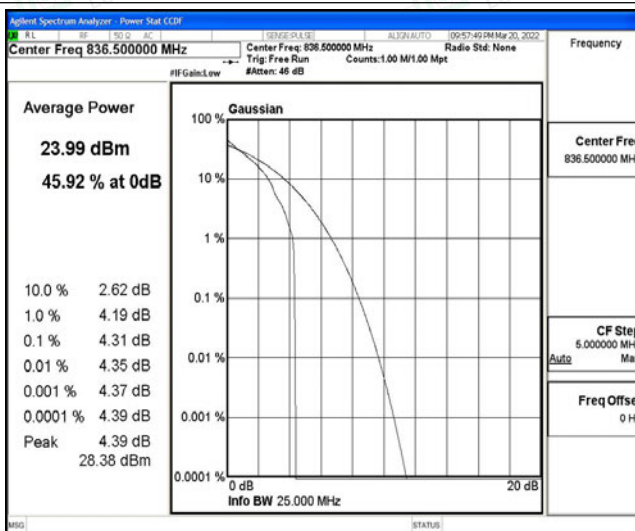 Agilent Spectrum Analyzer - Power Stat CCDF
RL RF 50 Ω AC SENSE:PULSE ALIGN AUTO 09:57:49 PM Mar 20, 2022
Center Freq 836.500000 MHz
Center Freq: 836.500000 MHz Radio Std: None
Trig: Free Run Counts:1.00 M/1.00 Mpt
#IFGain:Low #Atten: 46 dB
Frequency
Average Power
23.99 dBm
45.92 % at 0dB
10.0 % 2.62 dB
1.0 % 4.19 dB
0.1 % 4.31 dB
0.01 % 4.35 dB
0.001 % 4.37 dB
0.0001 % 4.39 dB
Peak 4.39 dB
28.38 dBm
Gaussian
100 %
10 %
1 %
0.1 %
0.01 %
0.001 %
0.0001 %
0 dB 20 dB
Info BW 25.000 MHz
Center Fre
836.500000 MH
CF Ste
5.000000 MH
Auto Ma
Freq Offse
0 H
MSG STATUS